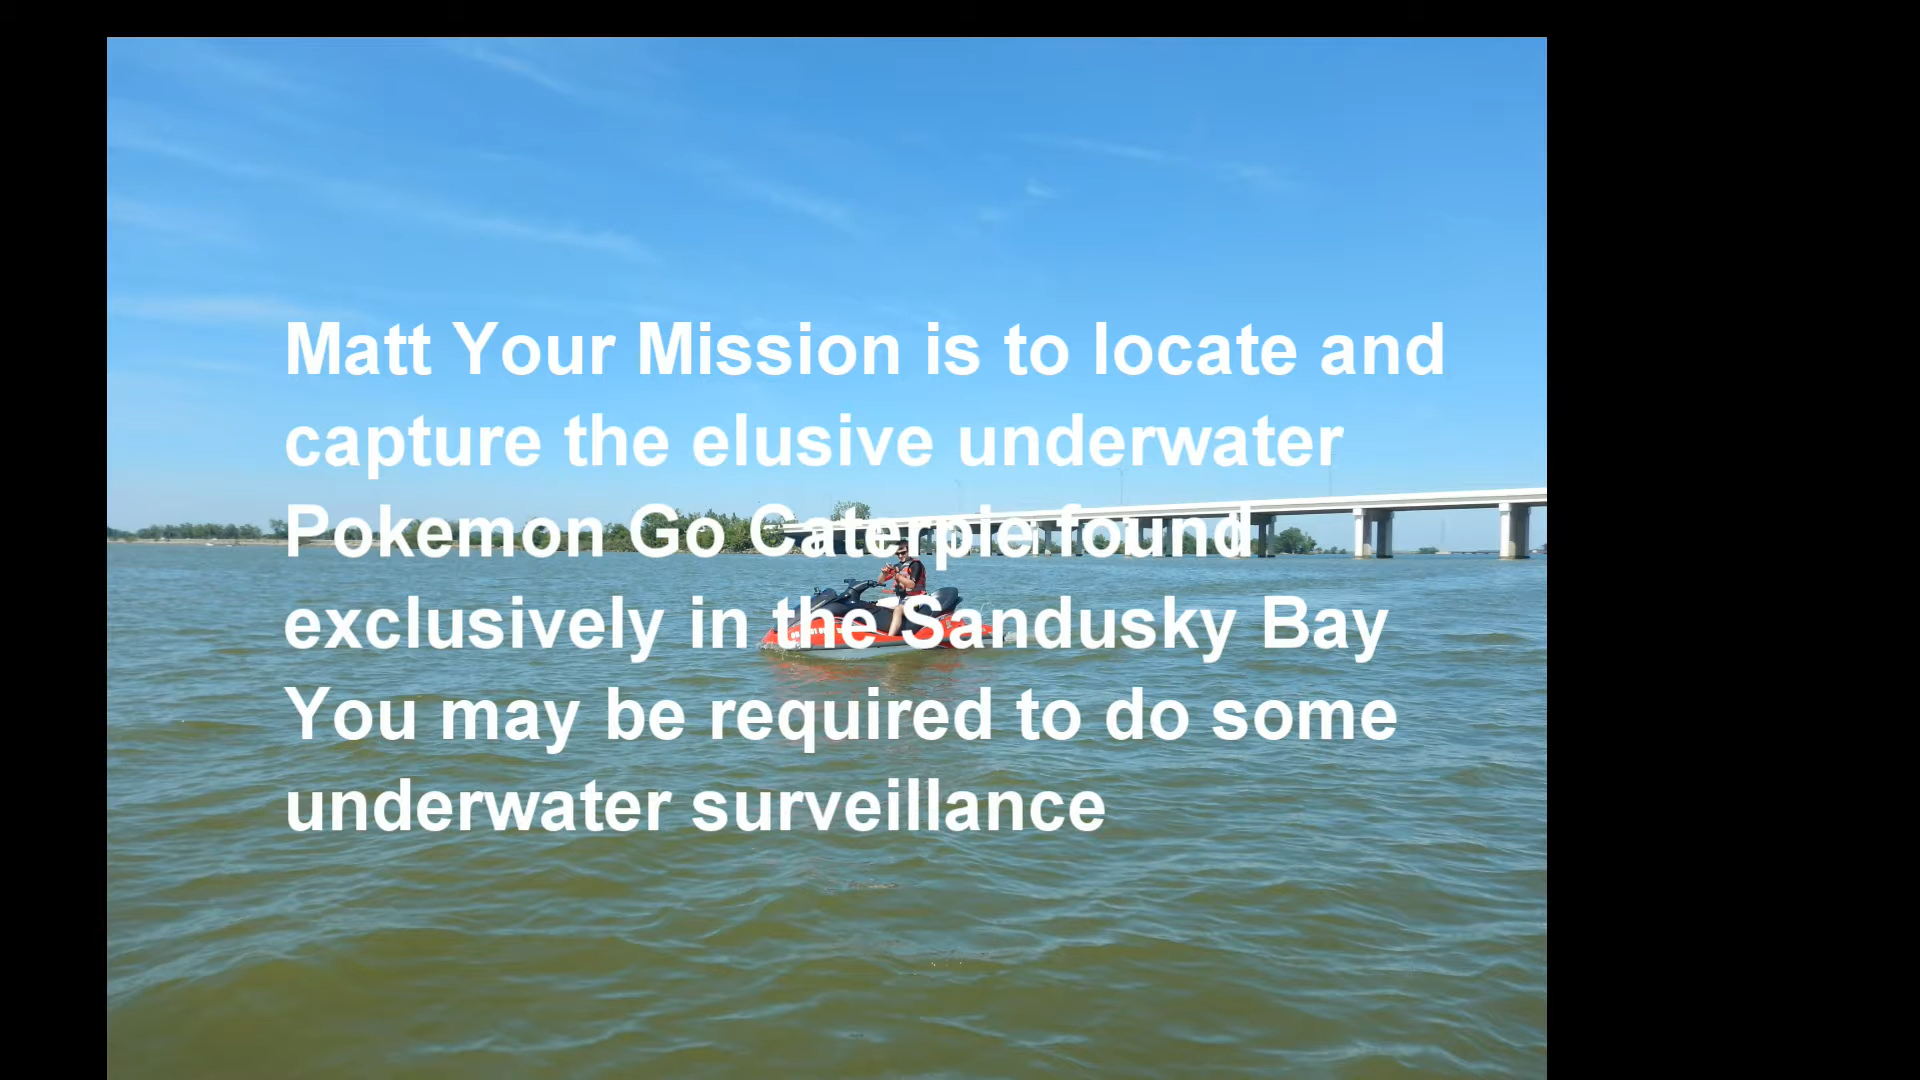 Matt Your Mission is to locate and
capture the elusive underwater
Pokemon Go Caterpie found
exclusively in the Sandusky Bay
You may be required to do some
underwater surveillance